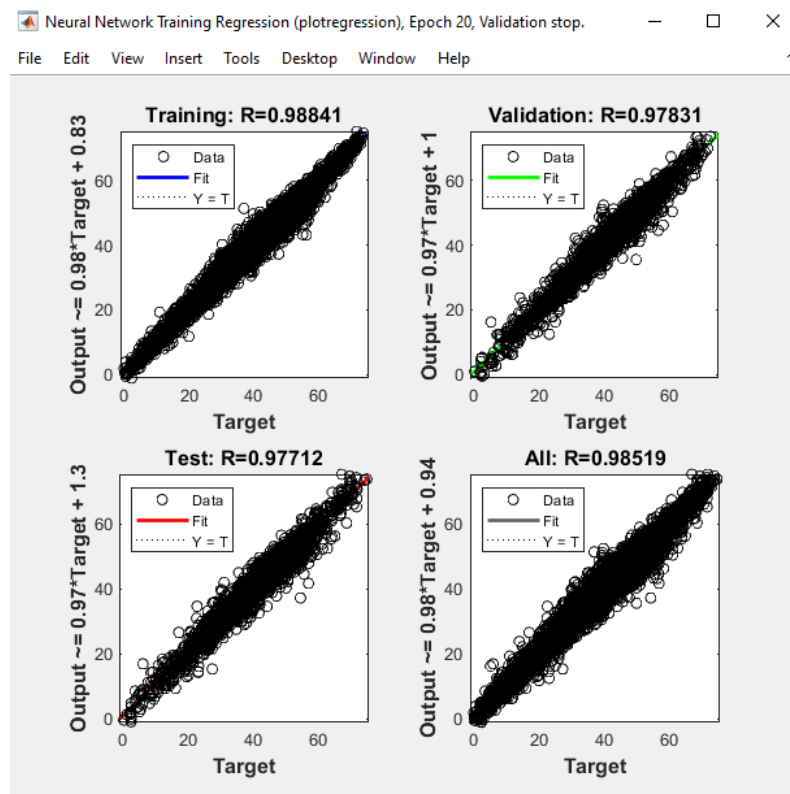 Neural Network Training Regression (plotregression), Epoch 20, Validation stop.
File Edit View Insert Tools Desktop Window Help
Training: R=0.98841
Output ~= 0.98*Target + 0.83
Data
Fit
Y = T
60
40
20
0
0 20 40 60
Target
Validation: R=0.97831
Output ~= 0.97*Target + 1
Data
Fit
Y = T
60
40
20
0
0 20 40 60
Target
Test: R=0.97712
Output ~= 0.97*Target + 1.3
Data
Fit
Y = T
60
40
20
0
0 20 40 60
Target
All: R=0.98519
Output ~= 0.98*Target + 0.94
Data
Fit
Y = T
60
40
20
0
0 20 40 60
Target